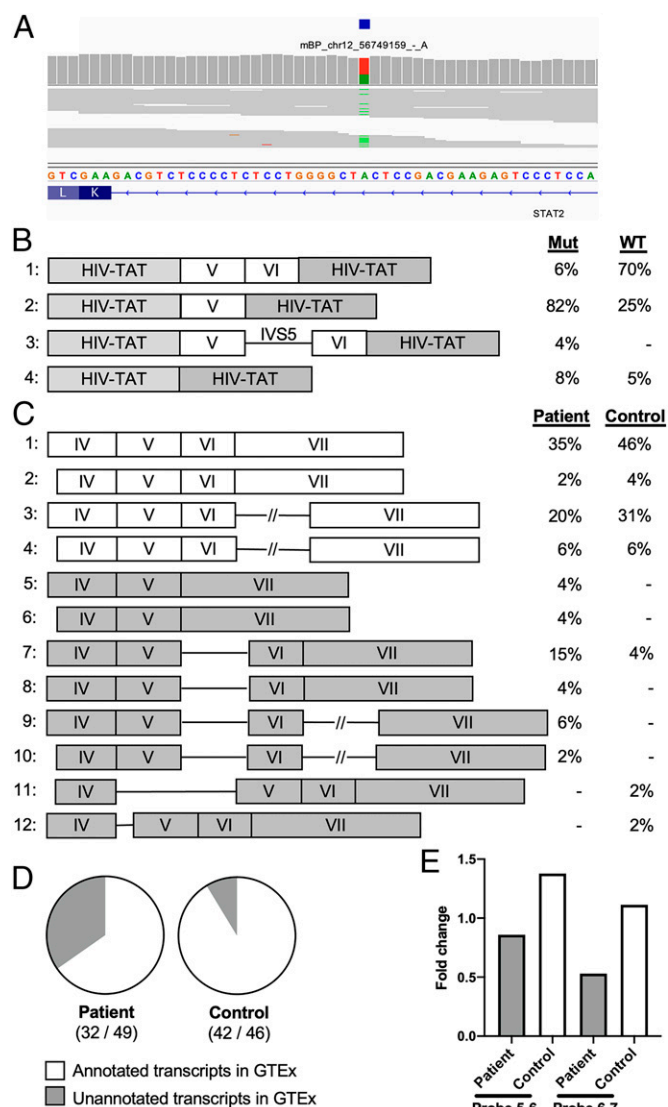 A
mBP_chr12_56749159_-_A
G T C G A A G A C G T C T C C C C T C T C C T G G G G C T A C T C C G A C G A A G A G T C C C T C C A
L K
STAT2
B
Mut WT
1: HIV-TAT V VI HIV-TAT 6% 70%
2: HIV-TAT V HIV-TAT 82% 25%
3: HIV-TAT V IVS5 VI HIV-TAT 4% -
4: HIV-TAT HIV-TAT 8% 5%
C
Patient Control
1: IV V VI VII 35% 46%
2: IV V VI VII 2% 4%
3: IV V VI // VII 20% 31%
4: IV V VI // VII 6% 6%
5: IV V VII 4% -
6: IV V VII 4% -
7: IV V VI VII 15% 4%
8: IV V VI VII 4% -
9: IV V VI // VII 6% -
10: IV V VI // VII 2% -
11: IV V VI VII - 2%
12: IV V VI VII - 2%
D
Patient
(32 / 49)
Control
(42 / 46)
Annotated transcripts in GTEx
Unannotated transcripts in GTEx
E
Fold change
1.5
1.0
0.5
0.0
Patient Control Patient Control
Probe 5-6 Probe 6-7